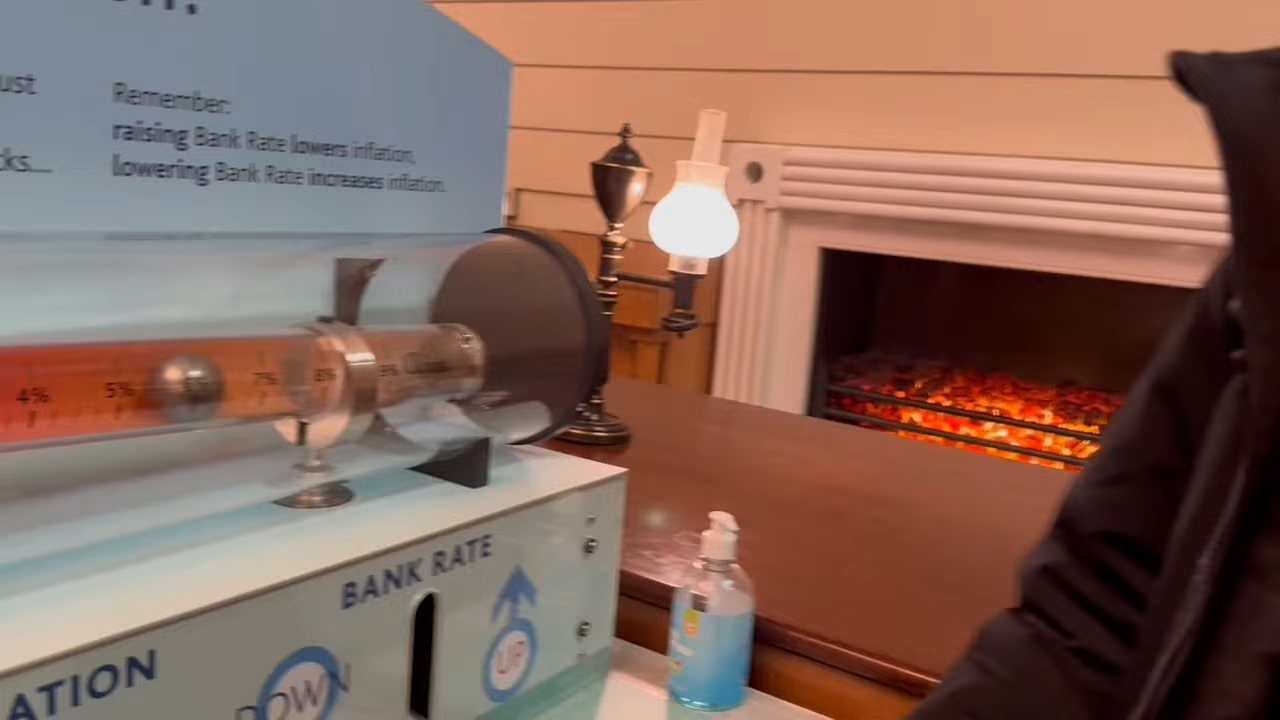 ust
cks...
Remember:
raising Bank Rate lowers inflation,
lowering Bank Rate increases inflation.
4% 5% 7% 8% 9%
BANK RATE
ATION
DOWN
UP